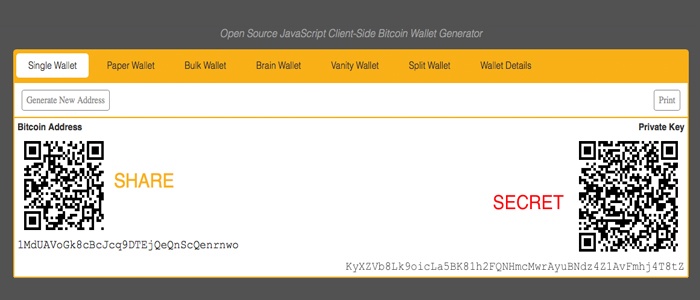 Open Source JavaScript Client-Side Bitcoin Wallet Generator
Single Wallet Paper Wallet Bulk Wallet Brain Wallet Vanity Wallet Split Wallet Wallet Details
Generate New Address Print
Bitcoin Address Private Key
SHARE
SECRET
1MdUAVoGk8cBcJcq9DTEjQeQnScQenrnwo
KyXZVb8Lk9oicLa5BK81h2FQNHmcMwrAyuBNdz4Z1AvFmhj4T8tZ